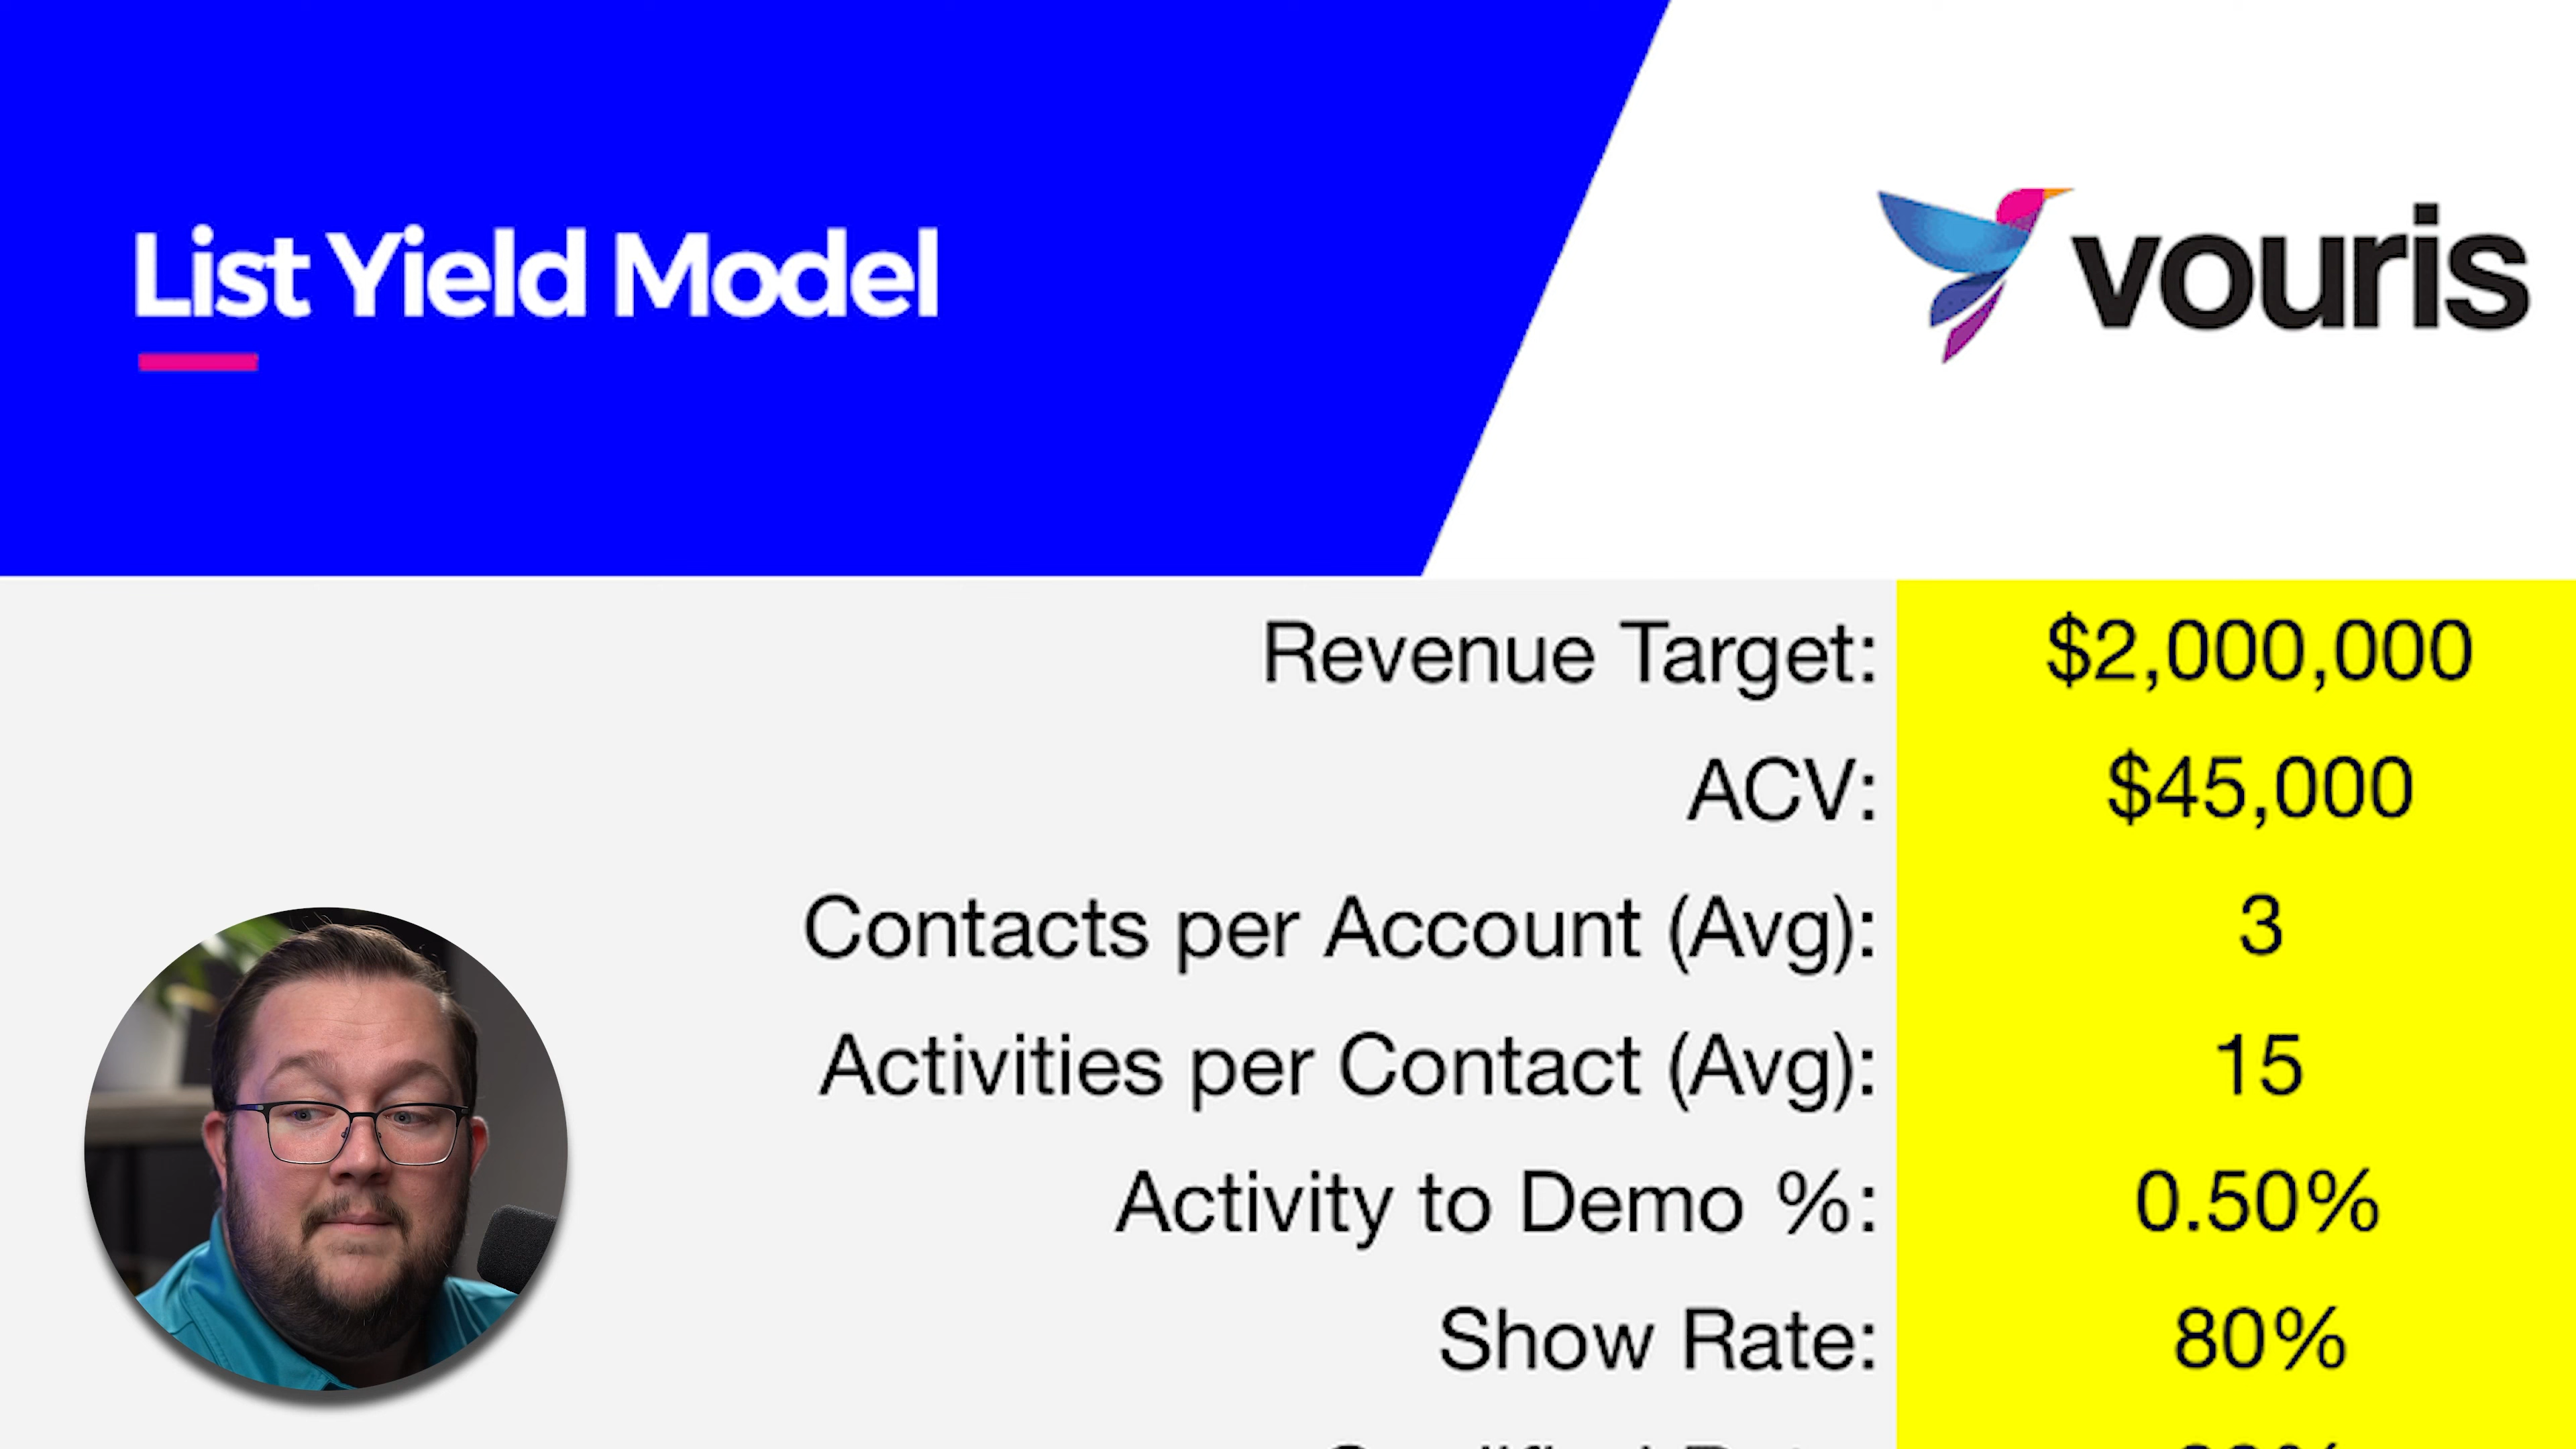 List Yield Model
vouris
Revenue Target: $2,000,000
ACV: $45,000
Contacts per Account (Avg): 3
Activities per Contact (Avg): 15
Activity to Demo %: 0.50%
Show Rate: 80%